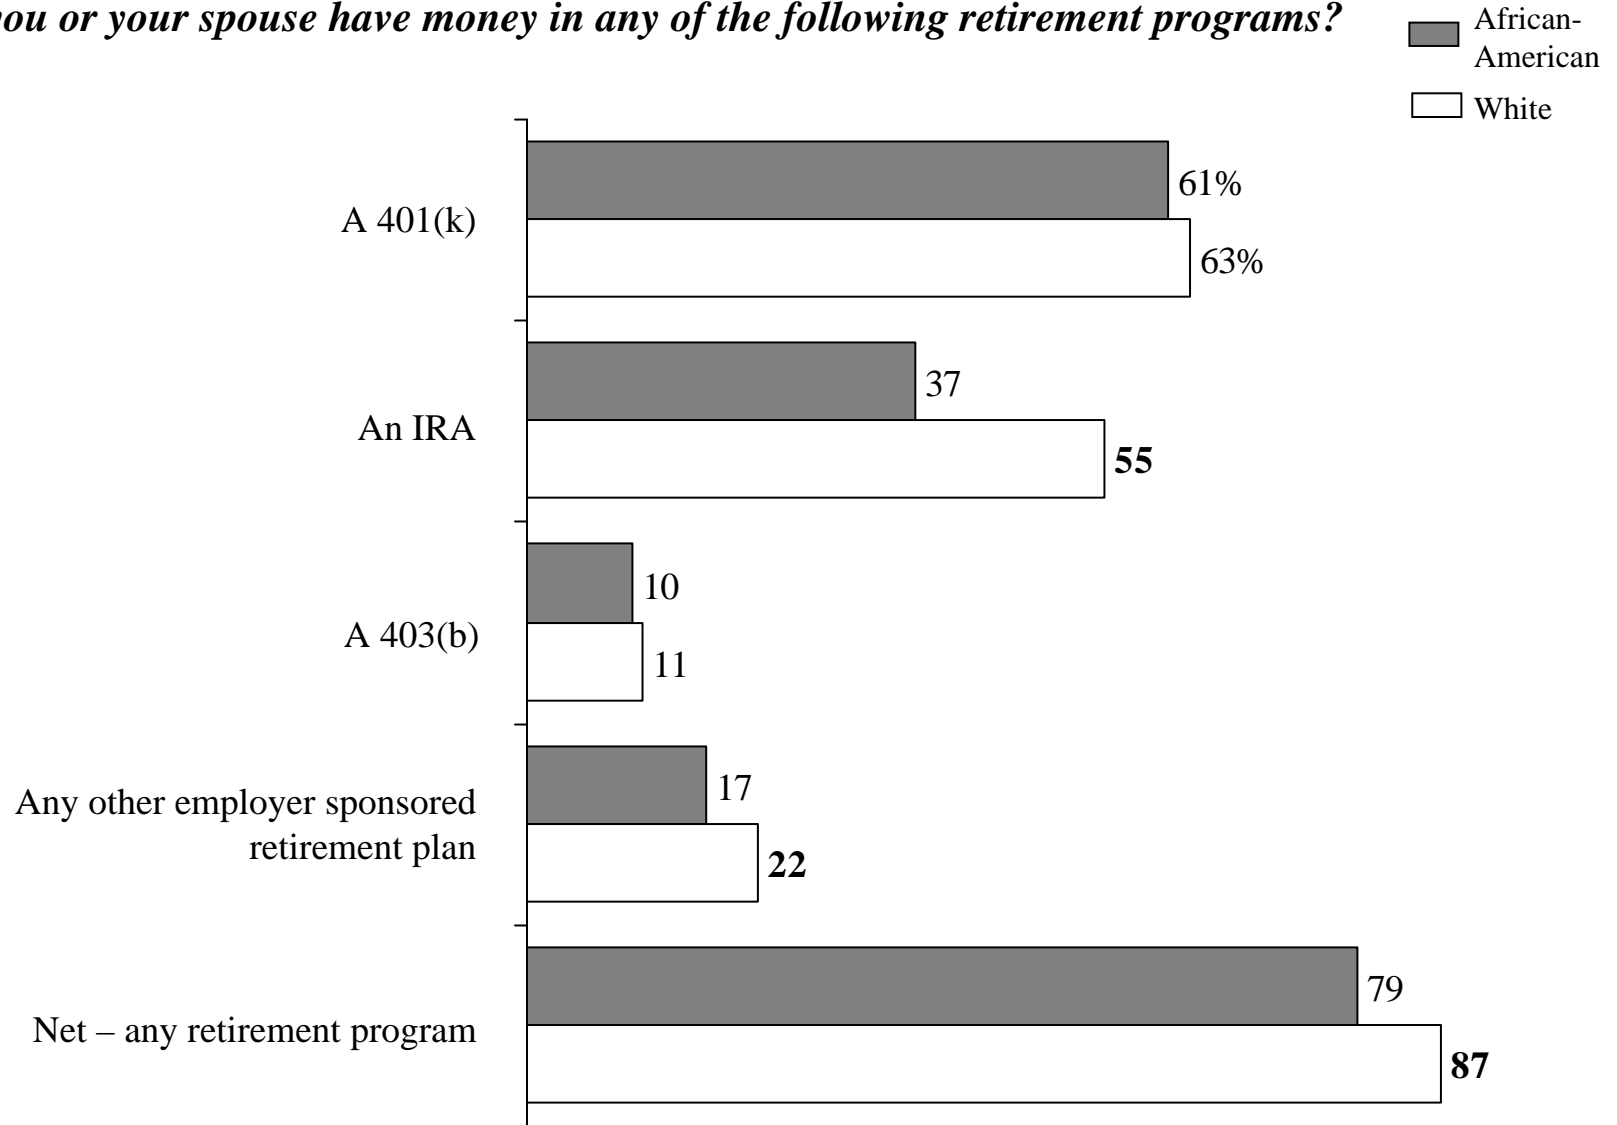 you or your spouse have money in any of the following retirement programs?
African-
American
White
A 401(k)
61%
63%
An IRA
37
55
A 403(b)
10
11
Any other employer sponsored
retirement plan
17
22
Net – any retirement program
79
87